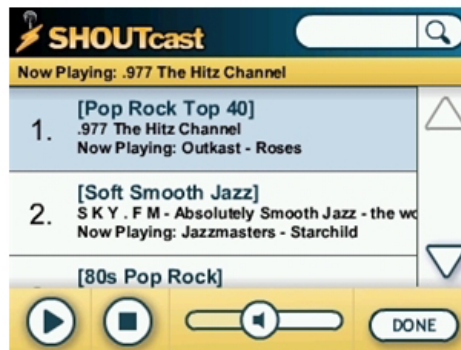 SHOUTcast
Now Playing: .977 The Hitz Channel
1. [Pop Rock Top 40]
.977 The Hitz Channel
Now Playing: Outkast - Roses
2. [Soft Smooth Jazz]
S K Y . F M - Absolutely Smooth Jazz - the wo
Now Playing: Jazzmasters - Starchild
[80s Pop Rock]
DONE